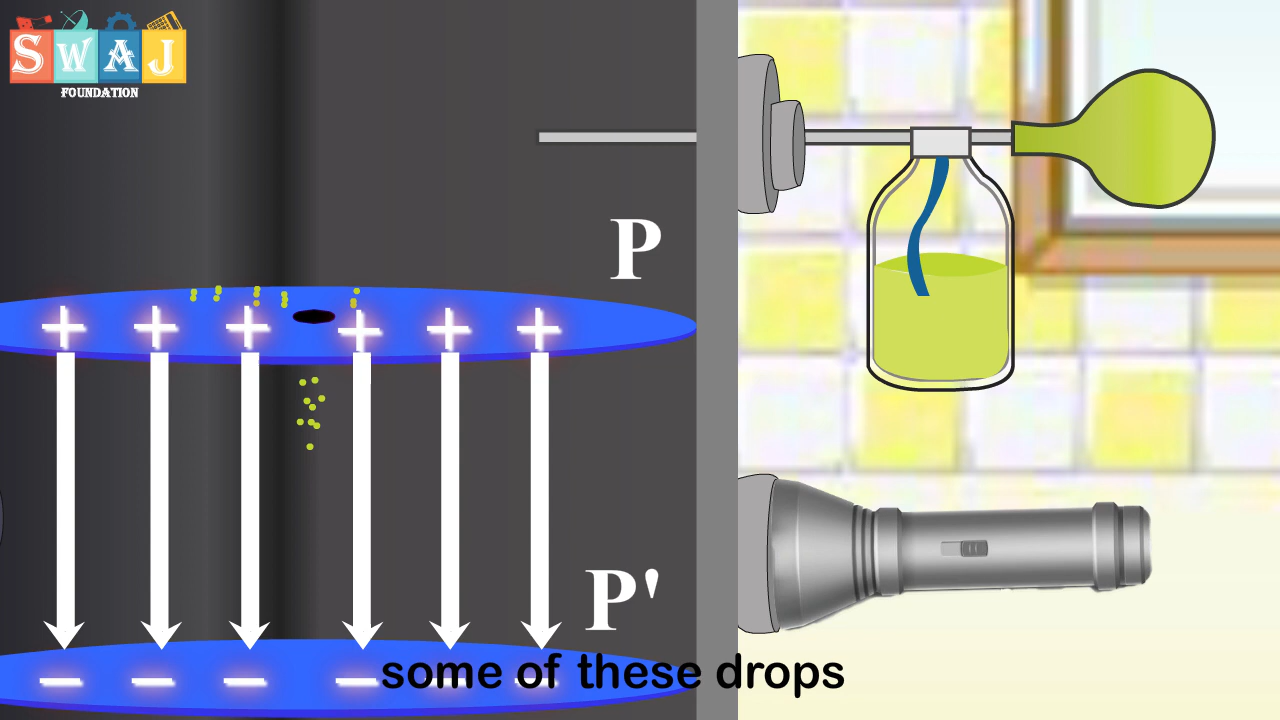 SWAJ
FOUNDATION
P
+ + + + + +
P'
— — — — — —
some of these drops